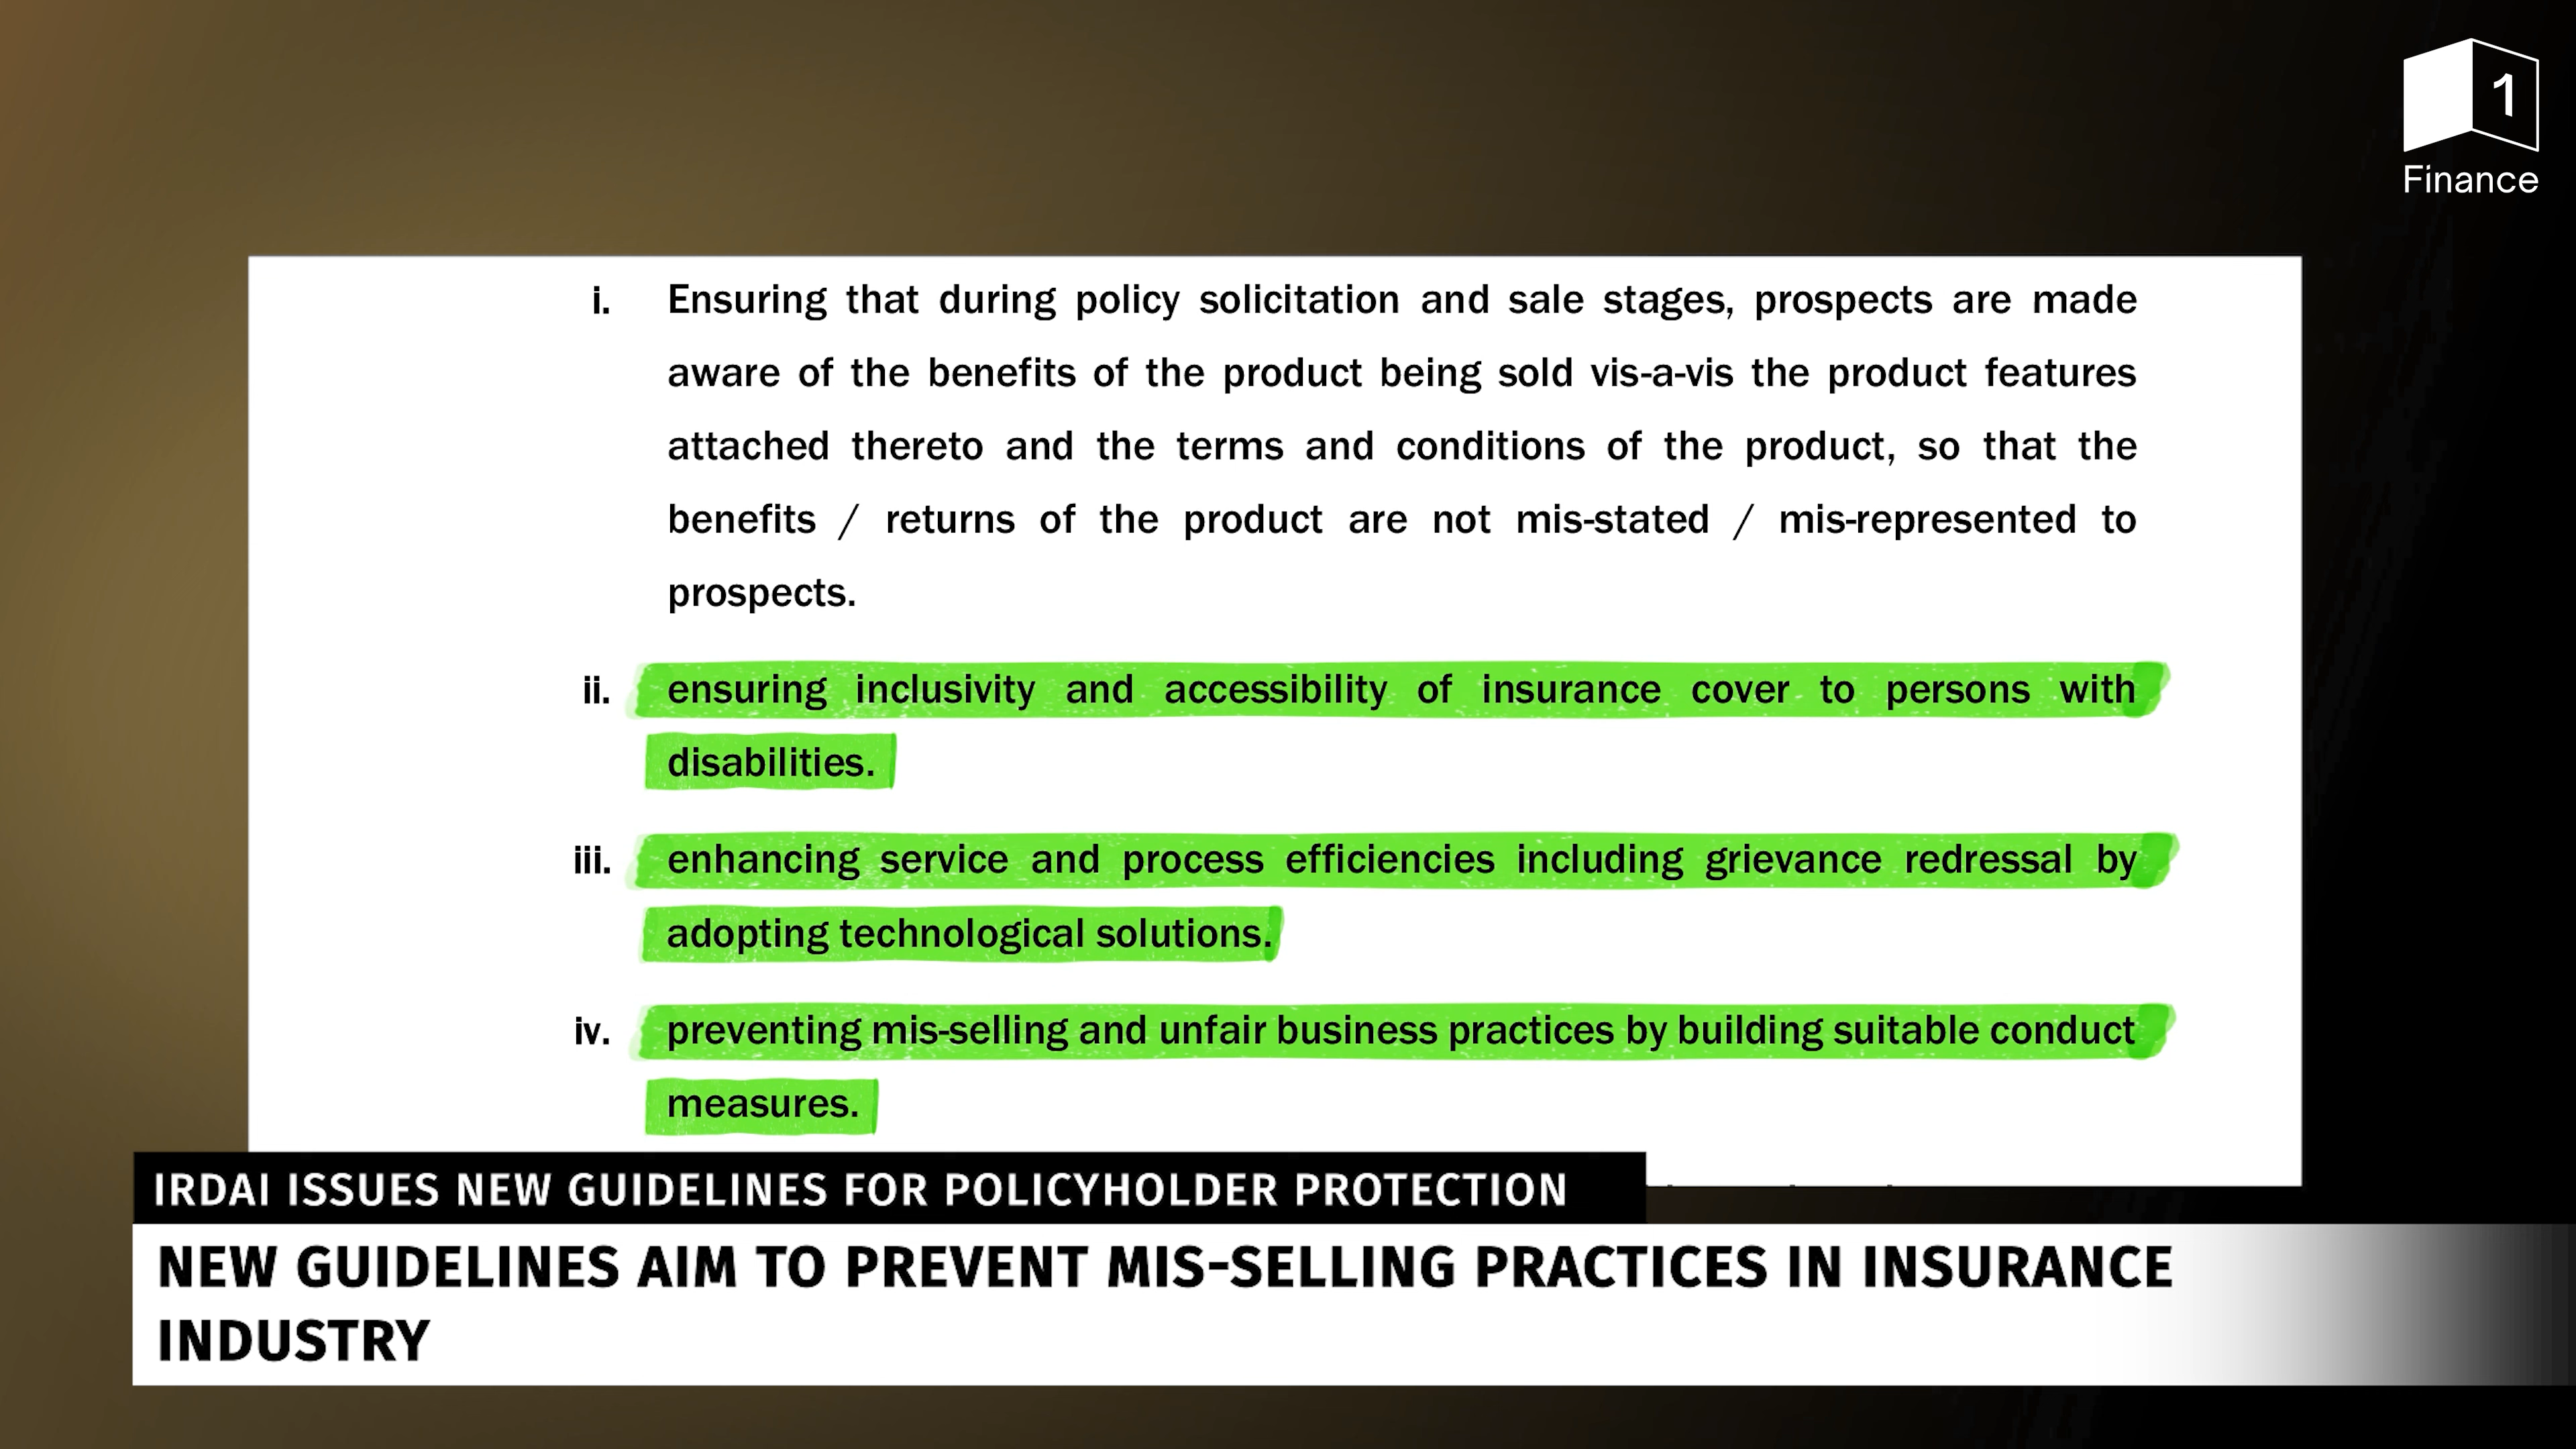 1
Finance
i. Ensuring that during policy solicitation and sale stages, prospects are made
aware of the benefits of the product being sold vis-a-vis the product features
attached thereto and the terms and conditions of the product, so that the
benefits / returns of the product are not mis-stated / mis-represented to
prospects.
ii. ensuring inclusivity and accessibility of insurance cover to persons with
disabilities.
iii. enhancing service and process efficiencies including grievance redressal by
adopting technological solutions.
iv. preventing mis-selling and unfair business practices by building suitable conduct
measures.
IRDAI ISSUES NEW GUIDELINES FOR POLICYHOLDER PROTECTION
NEW GUIDELINES AIM TO PREVENT MIS-SELLING PRACTICES IN INSURANCE
INDUSTRY